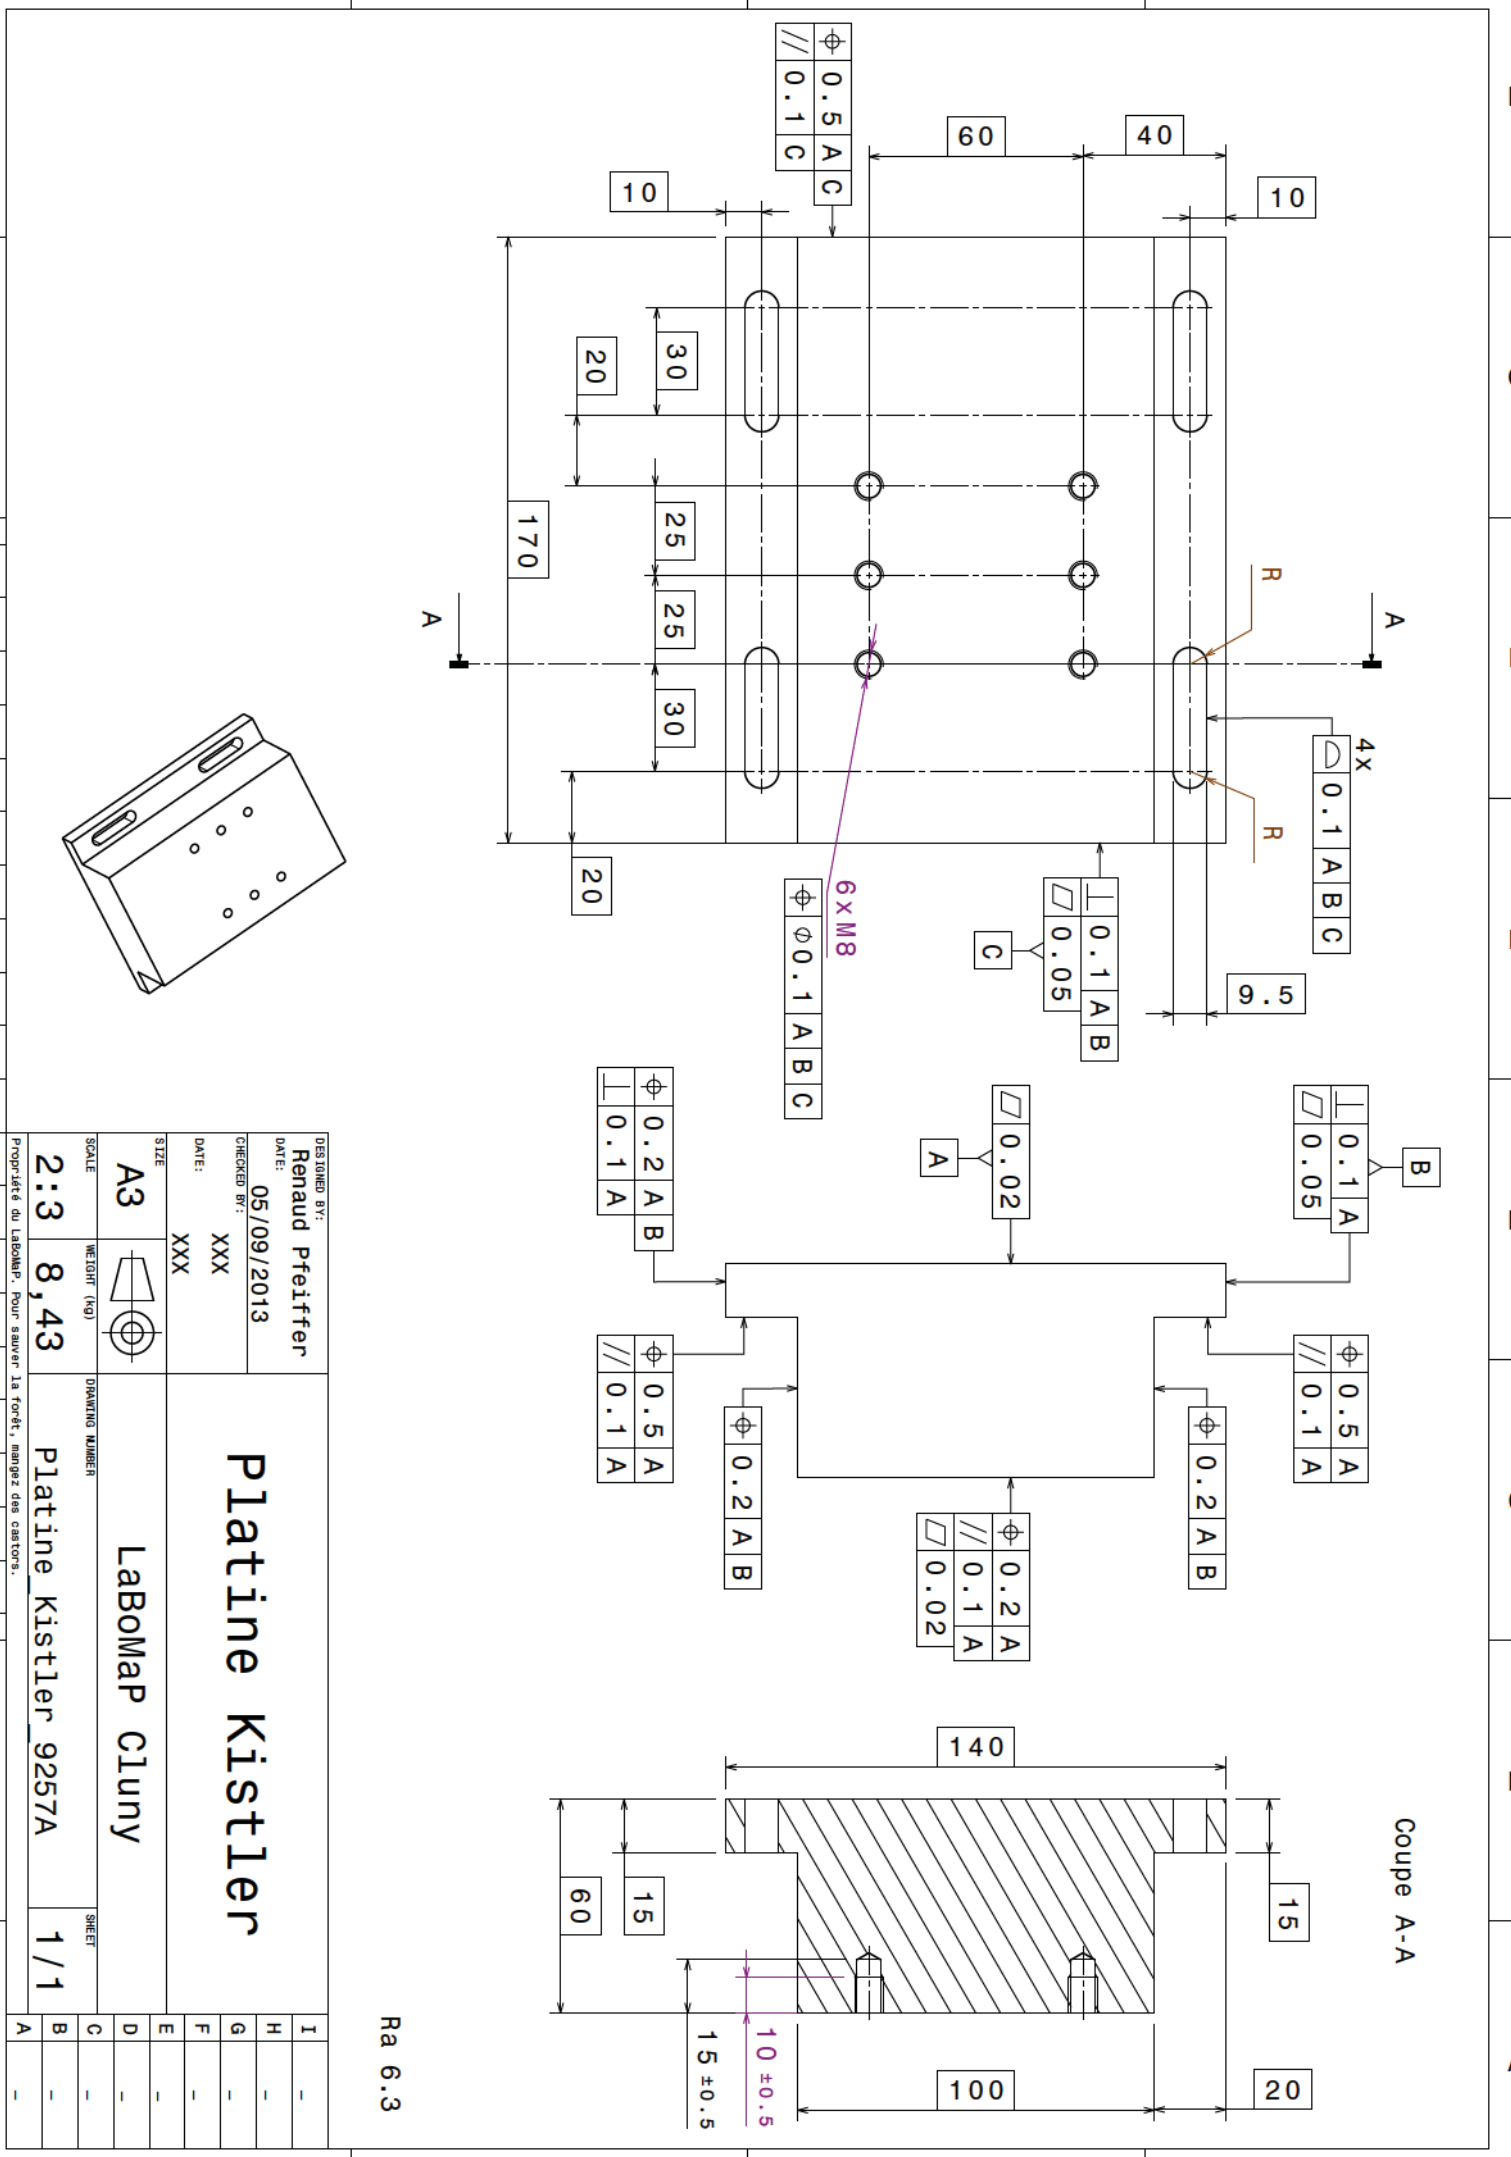 ⌖ 0.5 A C
// 0.1 C
60
40
10
10
30
20
25
170
25
30
20
A
A
R
R
4x
⌓ 0.1 A B C
9.5
⟂ 0.1 A B
⏥ 0.05
C
6xM8
⌖ ⌀0.1 A B C
B
⟂ 0.1 A
⏥ 0.05
⏥ 0.02
A
⌖ 0.2 A B
⟂ 0.1 A
⌖ 0.5 A
// 0.1 A
⌖ 0.5 A
// 0.1 A
⌖ 0.2 A B
⌖ 0.2 A B
⌖ 0.2 A
// 0.1 A
⏥ 0.02
Coupe A-A
140
15
15
60
15 ±0.5
10 ±0.5
100
20
Ra 6.3
DESIGNED BY:
Renaud Pfeiffer
DATE:
05/09/2013
CHECKED BY:
XXX
DATE:
XXX
SIZE
A3
SCALE
2:3
WEIGHT (kg)
8,43
Platine Kistler
LaBoMaP Cluny
DRAWING NUMBER
Platine_Kistler_9257A
SHEET
1/1
I -
H -
G -
F -
E -
D -
C -
B -
A -
Propriété du LaBoMaP. Pour sauver la forêt, mangez des castors.